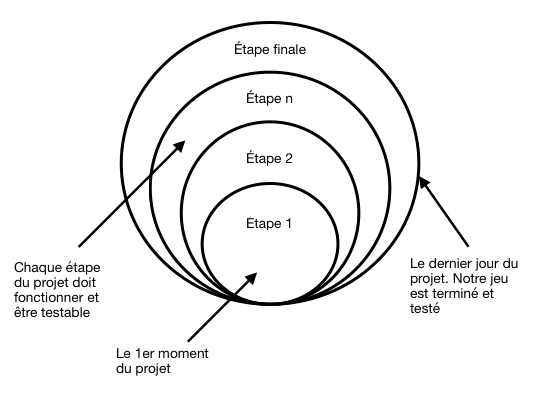 Étape finale
Étape n
Étape 2
Étape 1
Chaque étape
du projet doit
fonctionner et
être testable
Le dernier jour du
projet. Notre jeu
est terminé et
testé
Le 1er moment
du projet